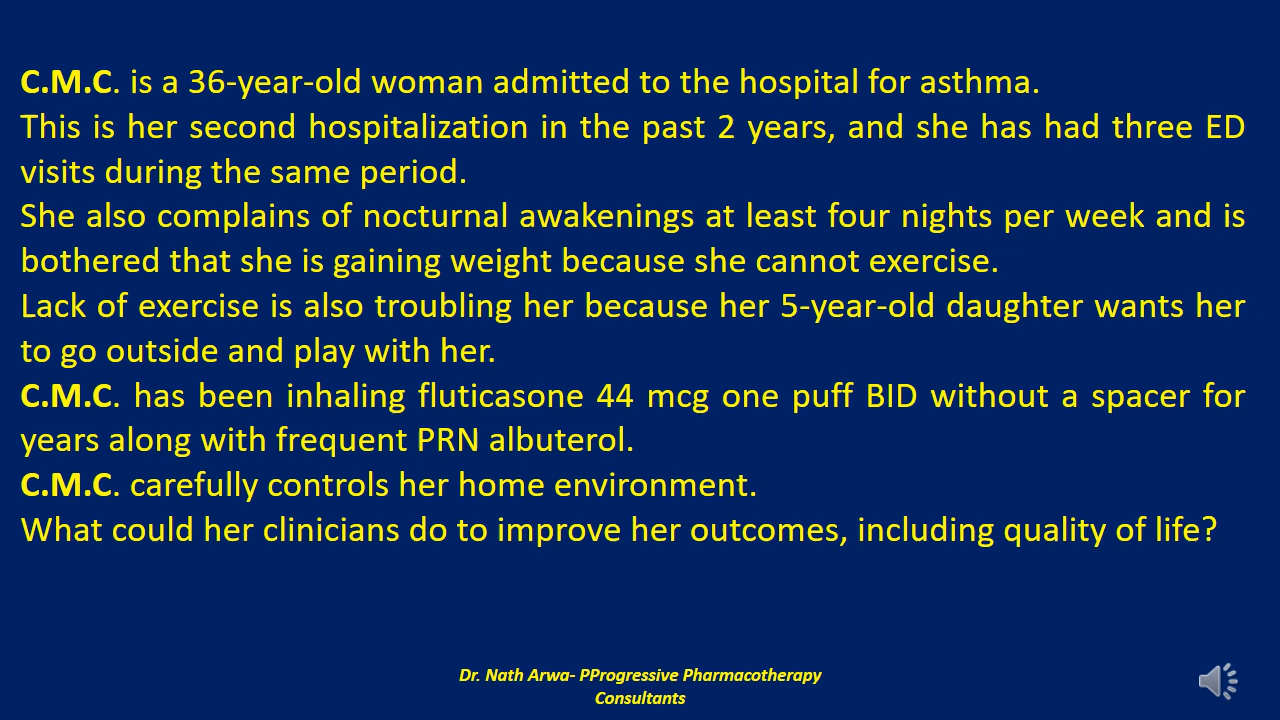 C.M.C. is a 36-year-old woman admitted to the hospital for asthma.
This is her second hospitalization in the past 2 years, and she has had three ED
visits during the same period.
She also complains of nocturnal awakenings at least four nights per week and is
bothered that she is gaining weight because she cannot exercise.
Lack of exercise is also troubling her because her 5-year-old daughter wants her
to go outside and play with her.
C.M.C. has been inhaling fluticasone 44 mcg one puff BID without a spacer for
years along with frequent PRN albuterol.
C.M.C. carefully controls her home environment.
What could her clinicians do to improve her outcomes, including quality of life?
Dr. Nath Arwa- PProgressive Pharmacotherapy
Consultants